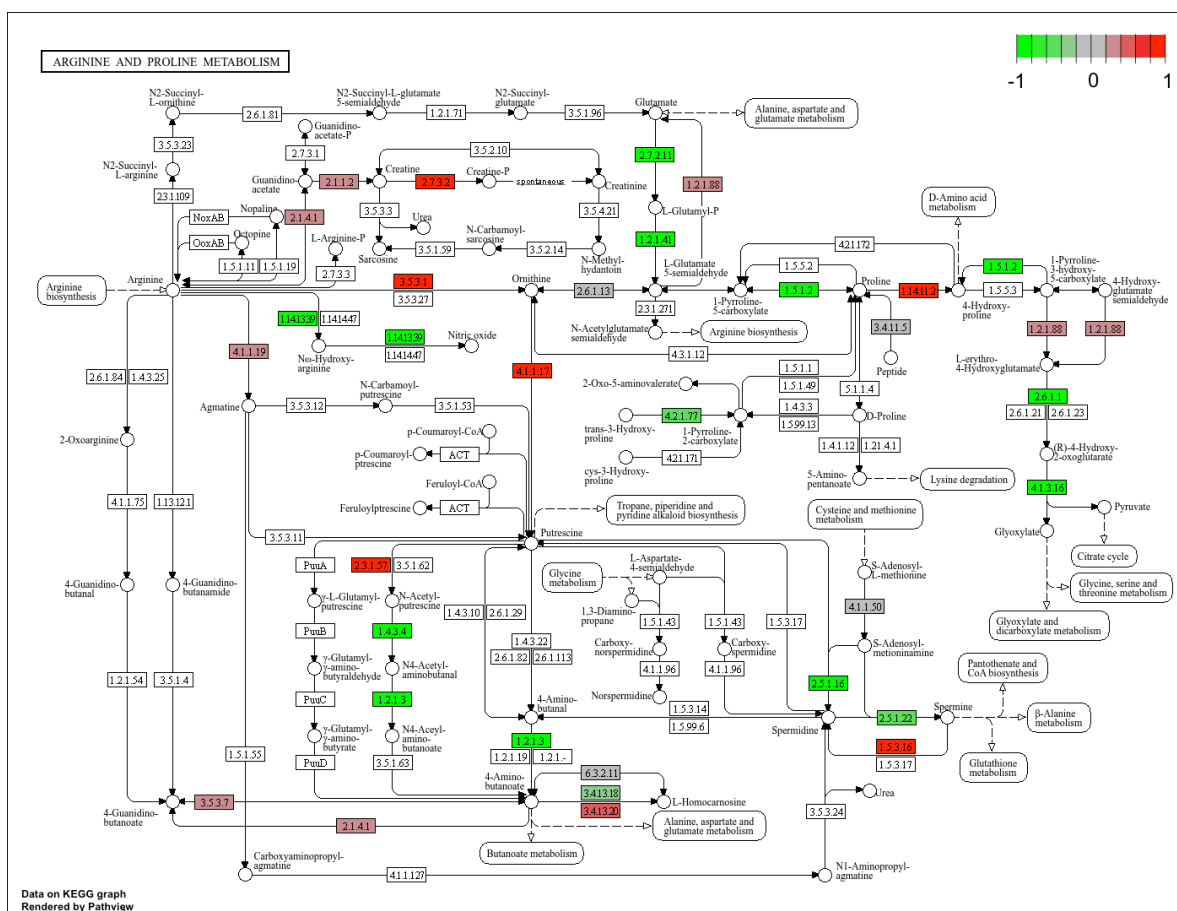 ARGININE AND PROLINE METABOLISM
-1
0
1
N2-Succinyl-
L-ornithine
2.6.1.81
N2-Succinyl-L-glutamate
5-semialdehyde
1.2.1.71
N2-Succinyl-
glutamate
3.5.1.96
Glutamate
Alanine, aspartate and
glutamate metabolism
3.5.3.23
N2-Succinyl-
L-arginine
2.3.1.109
Guanidino-
acetate-P
2.7.3.1
Guanidino
acetate
2.1.1.2
Creatine
2.7.3.2
Creatine-P
spontaneous
Creatinine
3.5.2.10
2.7.2.11
1.2.1.88
L-Glutamyl-P
1.2.1.41
D-Amino acid
metabolism
NoxAB
Nopaline
2.1.4.1
OoxAB
Octopine
1.5.1.11
1.5.1.19
L-Arginine-P
2.7.3.3
3.5.3.3
Urea
3.5.4.21
Sarcosine
3.5.1.59
N-Carbamoyl-
sarcosine
3.5.2.14
N-Methyl-
hydantoin
Arginine
biosynthesis
Arginine
3.5.3.1
3.5.3.27
Ornithine
2.6.1.13
L-Glutamate
5-semialdehyde
2.3.1.271
N-Acetylglutamate
semialdehyde
Arginine biosynthesis
4.2.1.172
1.5.5.2
1.5.1.2
1-Pyrroline-
5-carboxylate
Proline
1.14.11.2
4-Hydroxy-
proline
1.5.1.2
1.5.5.3
1-Pyrroline-
3-hydroxy-
5-carboxylate
4-Hydroxy-
glutamate
semialdehyde
1.2.1.88
1.2.1.88
1.14.13.39
1.14.14.47
Nω-Hydroxy-
arginine
1.14.13.39
1.14.14.47
Nitric oxide
4.1.1.19
4.1.1.17
4.3.1.12
3.4.11.5
Peptide
L-erythro-
4-Hydroxyglutamate
2.6.1.84
1.4.3.25
Agmatine
3.5.3.12
N-Carbamoyl-
putrescine
3.5.1.53
2-Oxo-5-aminovalerate
1.5.1.1
1.5.1.49
5.1.1.4
2.6.1.1
2.6.1.21
2.6.1.23
trans-3-Hydroxy-
proline
4.2.1.77
1-Pyrroline-
2-carboxylate
1.4.3.3
1.5.99.13
D-Proline
cys-3-Hydroxy-
proline
4.2.1.171
1.4.1.12
1.21.4.1
5-Amino-
pentanoate
Lysine degradation
(R)-4-Hydroxy-
2-oxoglutarate
4.1.3.16
2-Oxoarginine
p-Coumaroyl-CoA
p-Coumaroyl-
ptrescine
ACT
Feruloyl-CoA
Feruloylptrescine
ACT
4.1.1.75
1.13.12.1
Tropane, piperidine and
pyridine alkaloid biosynthesis
Cysteine and methionine
metabolism
Glyoxylate
Pyruvate
Citrate cycle
3.5.3.11
Putrescine
4-Guanidino-
butanal
4-Guanidino-
butanamide
PuuA
2.3.1.57
3.5.1.62
Glycine
metabolism
L-Aspartate-
4-semialdehyde
S-Adenosyl-
L-methionine
Glycine, serine and
threonine metabolism
Glyoxylate and
dicarboxylate metabolism
γ-L-Glutamyl-
putrescine
N-Acetyl-
putrescine
1.4.3.10
2.6.1.29
1,3-Diamino-
propane
1.5.1.43
1.5.1.43
1.5.3.17
4.1.1.50
PuuB
1.4.3.4
1.4.3.22
2.6.1.82
2.6.1.113
Carboxy-
norspermidine
Carboxy-
spermidine
S-Adenosyl-
metioninamine
γ-Glutamyl-
γ-amino-
butyraldehyde
N4-Acetyl-
aminobutanal
4.1.1.96
4.1.1.96
Pantothenate and
CoA biosynthesis
1.2.1.54
3.5.1.4
PuuC
1.2.1.3
Norspermidine
2.5.1.16
4-Amino-
butanal
1.5.3.14
1.5.99.6
Spermidine
2.5.1.22
Spermine
β-Alanine
metabolism
γ-Glutamyl-
γ-amino-
butyrate
N4-Aceyl-
amino-
butanoate
1.2.1.3
1.2.1.19
1.2.1.-
1.5.3.16
1.5.3.17
Glutathione
metabolism
1.5.1.55
PuuD
3.5.1.63
4-Amino-
butanoate
6.3.2.11
3.4.13.18
3.4.13.20
L-Homocarnosine
Urea
4-Guanidino-
butanoate
3.5.3.7
2.1.4.1
Alanine, aspartate and
glutamate metabolism
3.5.3.24
Butanoate metabolism
Carboxyaminopropyl-
agmatine
4.1.1.127
N1-Aminopropyl-
agmatine
Data on KEGG graph
Rendered by Pathview